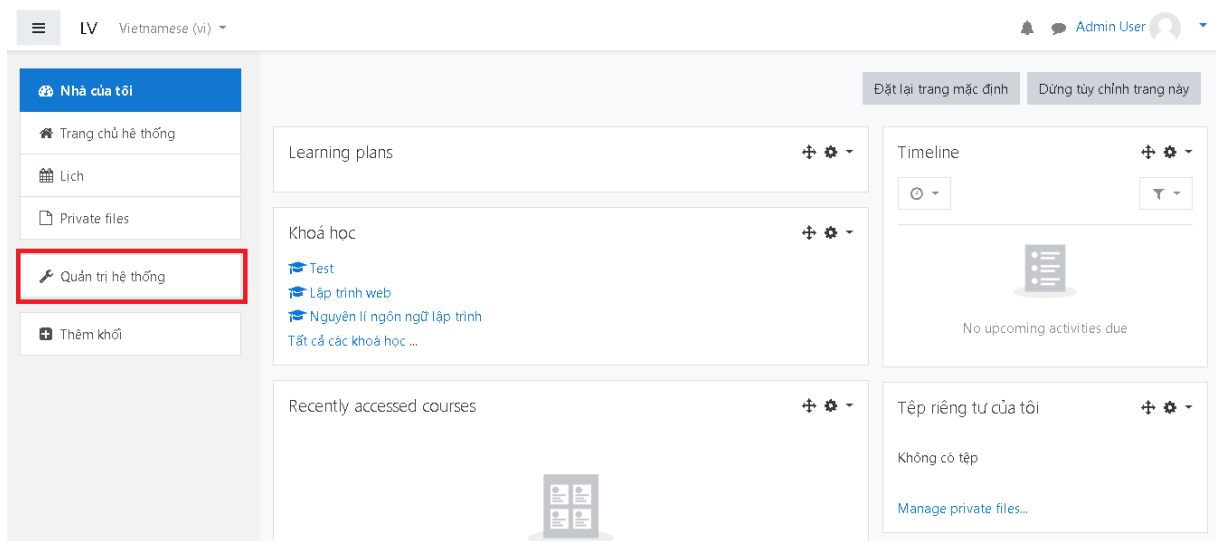 LV Vietnamese (vi)
Admin User
Nhà của tôi
Trang chủ hệ thống
Lịch
Private files
Quản trị hệ thống
Thêm khối
Đặt lại trang mặc định
Dừng tùy chỉnh trang này
Learning plans
Khoá học
Test
Lập trình web
Nguyên lí ngôn ngữ lập trình
Tất cả các khoá học ...
Recently accessed courses
Timeline
No upcoming activities due
Tệp riêng tư của tôi
Không có tệp
Manage private files...